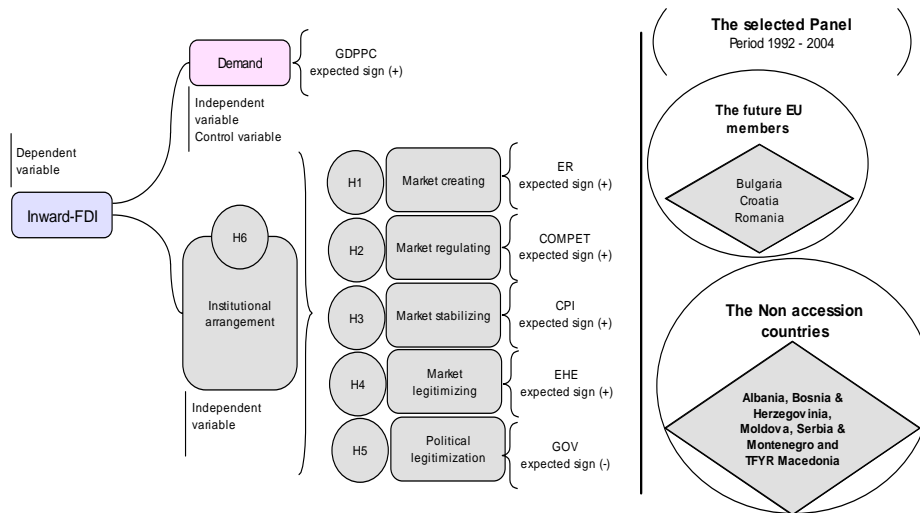 Dependent
variable
Inward-FDI
Demand
Independent
variable
Control variable
GDPPC
expected sign (+)
H6
Institutional
arrangement
Independent
variable
H1
Market creating
ER
expected sign (+)
H2
Market regulating
COMPET
expected sign (+)
H3
Market stabilizing
CPI
expected sign (+)
H4
Market
legitimizing
EHE
expected sign (+)
H5
Political
legitimization
GOV
expected sign (-)
The selected Panel
Period 1992 - 2004
The future EU
members
Bulgaria
Croatia
Romania
The Non accession
countries
Albania, Bosnia &
Herzegovinia,
Moldova, Serbia &
Montenegro and
TFYR Macedonia